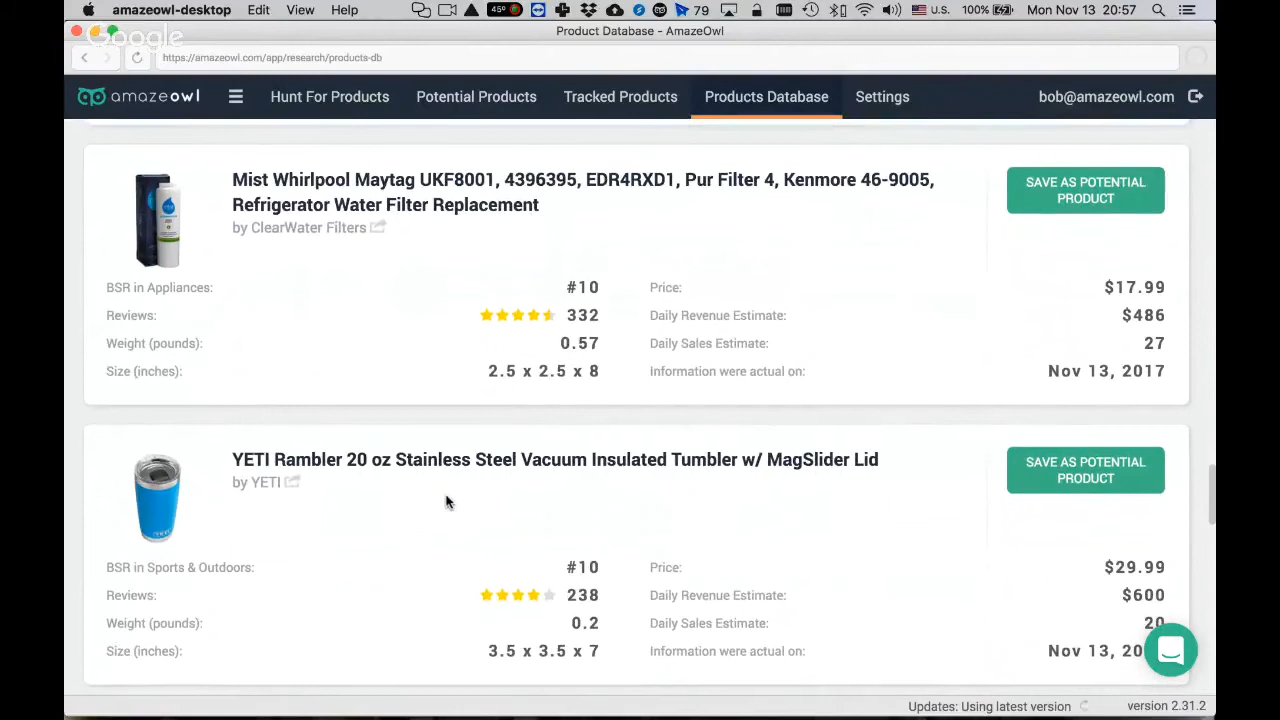 amazeowl-desktop Edit View Help 45° 79 U.S. 100% Mon Nov 13 20:57
Google
Product Database - AmazeOwl
https://amazeowl.com/app/research/products-db
amazeowl Hunt For Products Potential Products Tracked Products Products Database Settings bob@amazeowl.com
Mist Whirlpool Maytag UKF8001, 4396395, EDR4RXD1, Pur Filter 4, Kenmore 46-9005,
Refrigerator Water Filter Replacement
by ClearWater Filters
SAVE AS POTENTIAL
PRODUCT
BSR in Appliances: #10 Price: $17.99
Reviews: 332 Daily Revenue Estimate: $486
Weight (pounds): 0.57 Daily Sales Estimate: 27
Size (inches): 2.5 x 2.5 x 8 Information were actual on: Nov 13, 2017
YETI Rambler 20 oz Stainless Steel Vacuum Insulated Tumbler w/ MagSlider Lid
by YETI
SAVE AS POTENTIAL
PRODUCT
YETI
BSR in Sports & Outdoors: #10 Price: $29.99
Reviews: 238 Daily Revenue Estimate: $600
Weight (pounds): 0.2 Daily Sales Estimate: 20
Size (inches): 3.5 x 3.5 x 7 Information were actual on: Nov 13, 20
Updates: Using latest version version 2.31.2